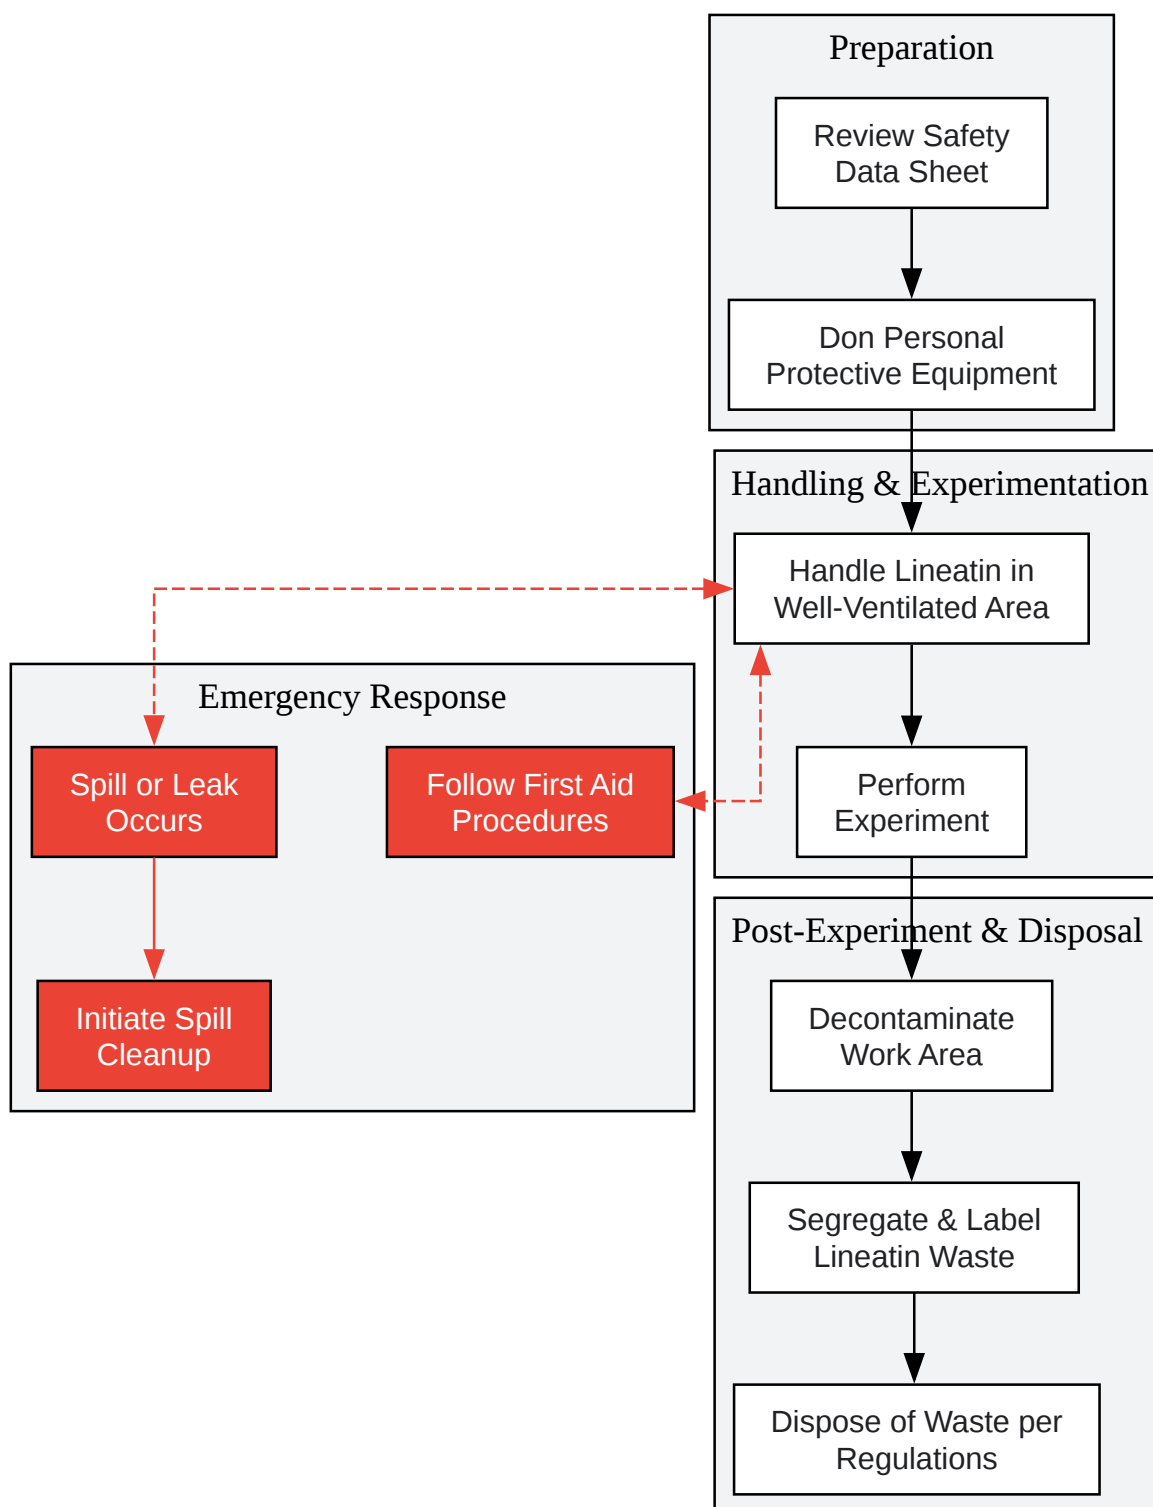 Preparation
Review Safety
Data Sheet
Don Personal
Protective Equipment
Handling & Experimentation
Handle Lineatin in
Well-Ventilated Area
Perform
Experiment
Emergency Response
Spill or Leak
Occurs
Follow First Aid
Procedures
Initiate Spill
Cleanup
Post-Experiment & Disposal
Decontaminate
Work Area
Segregate & Label
Lineatin Waste
Dispose of Waste per
Regulations